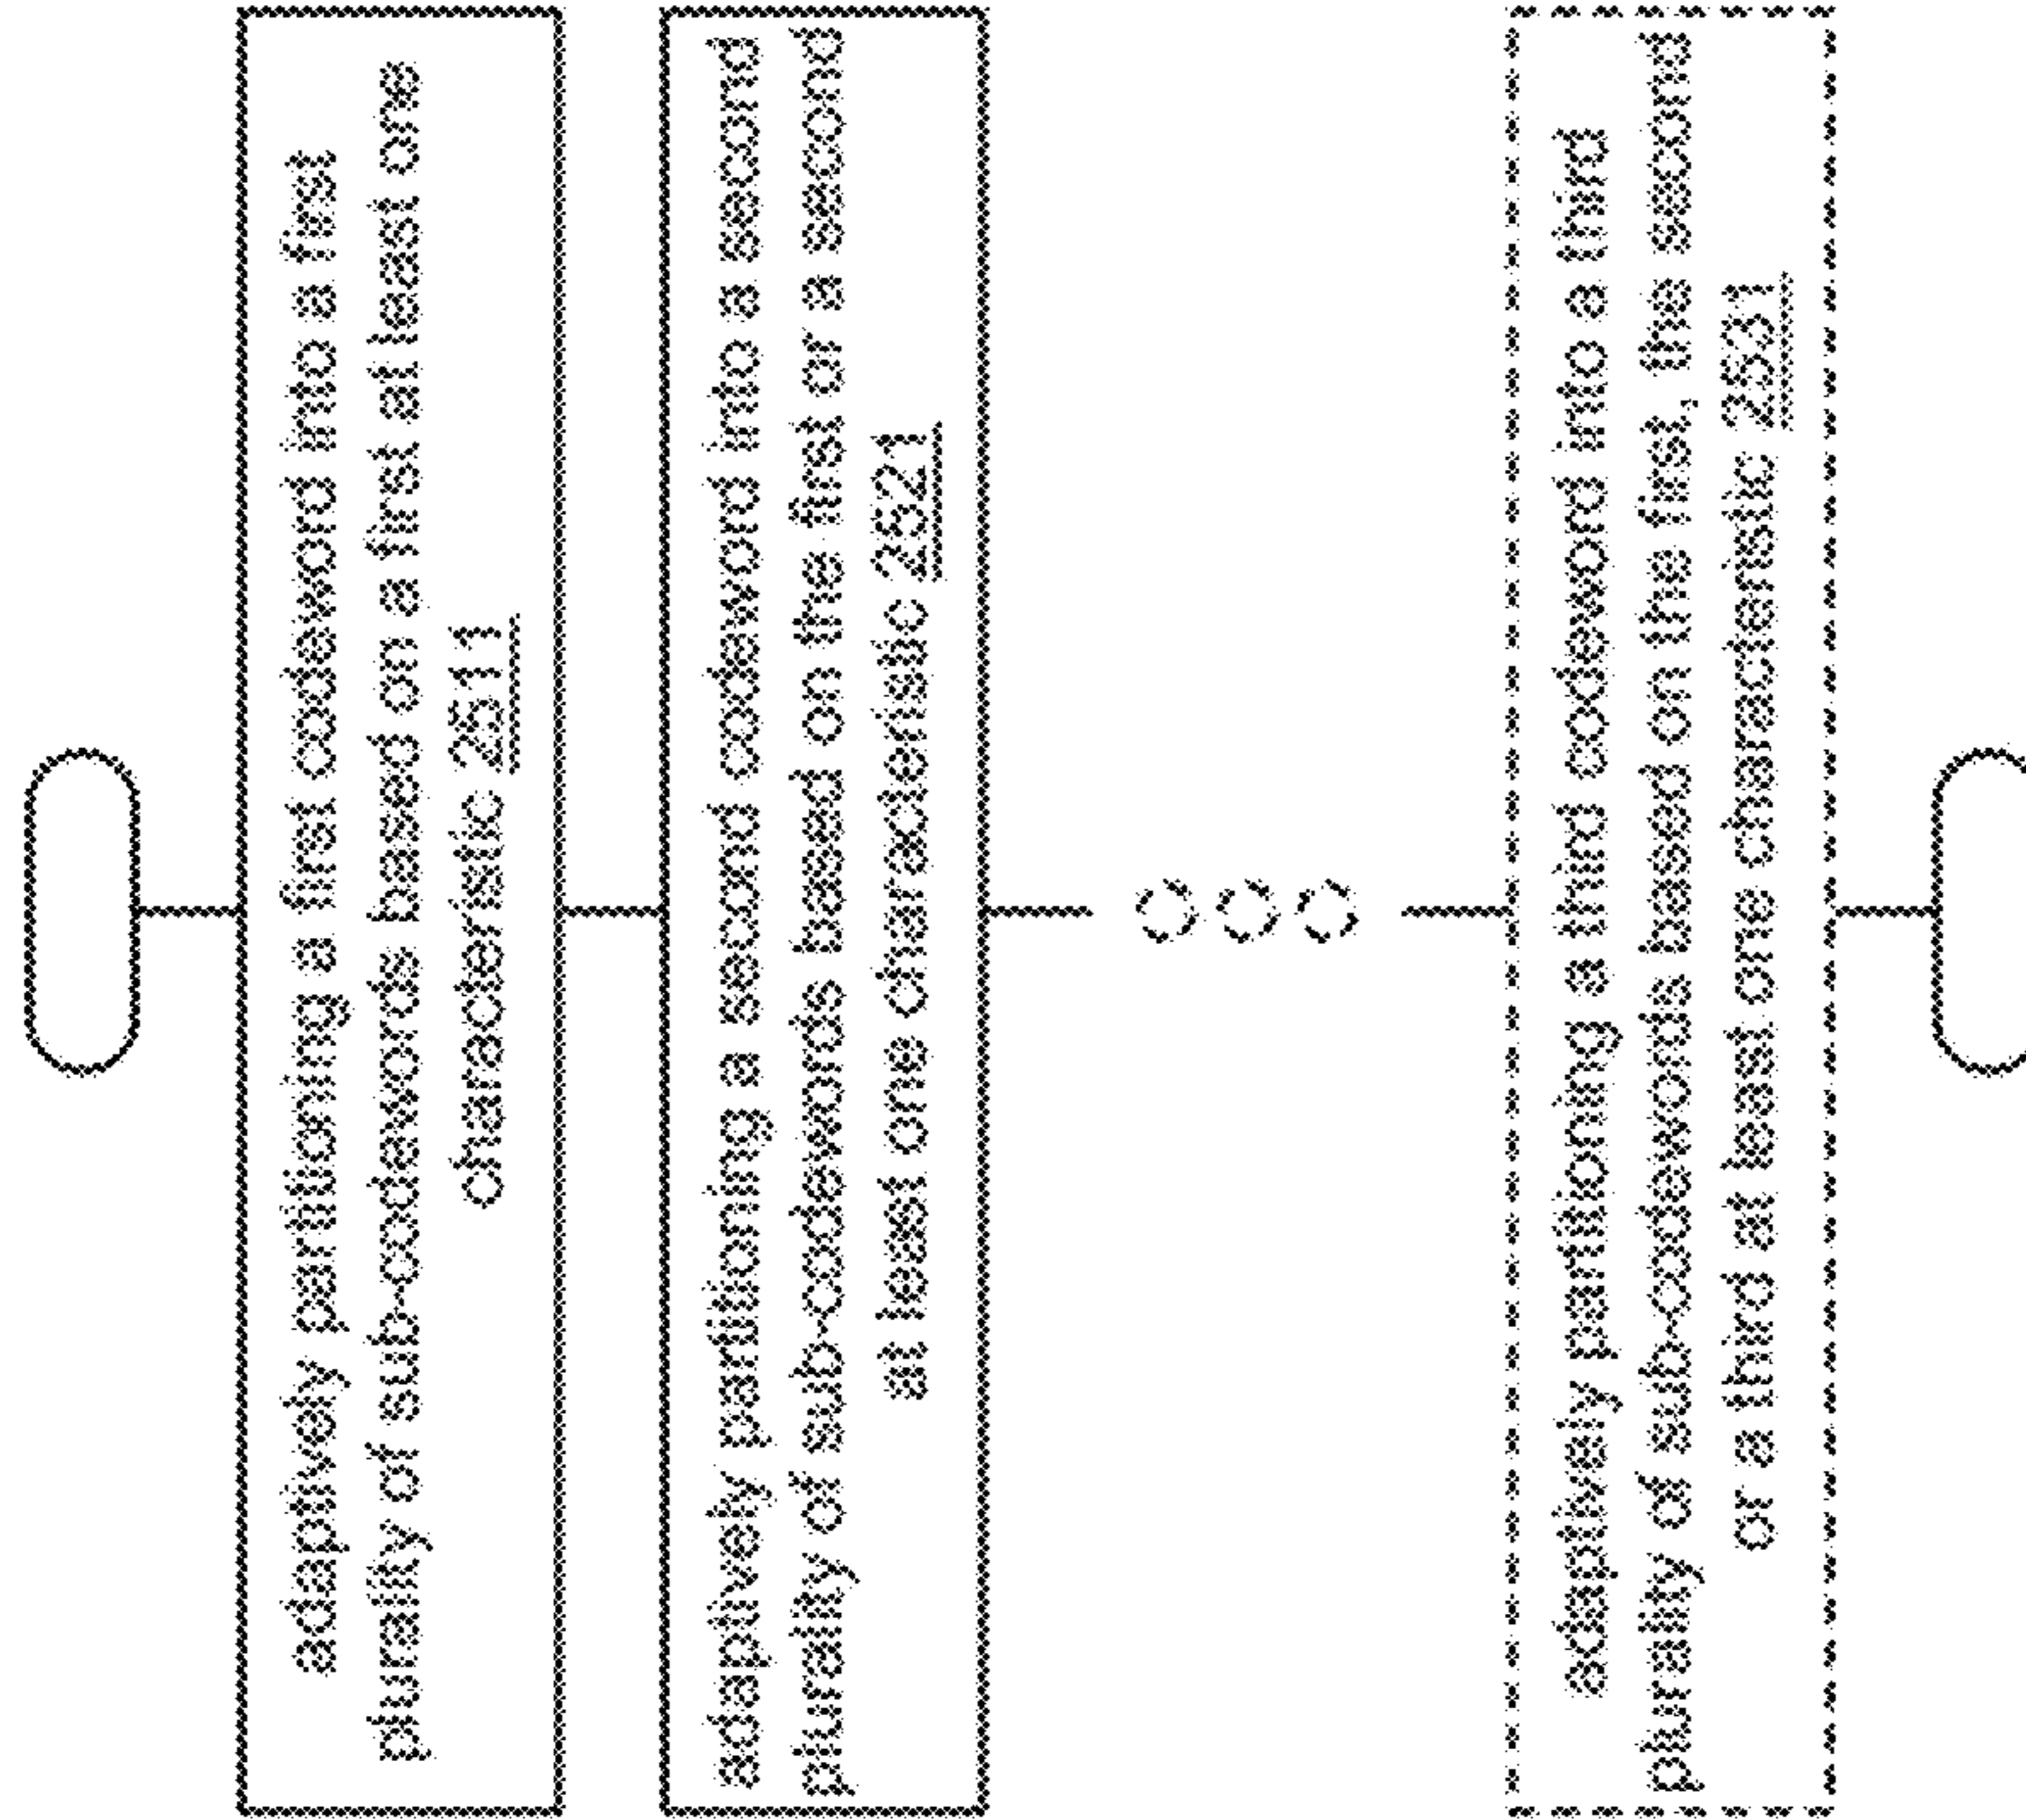 adaptively partitioning a first codeword into a first
plurality of sub-codewords based on a first at least one
characteristic 2511
adaptively partitioning a second codeword into a second
plurality of sub-codewords based on the first or a second
at least one characteristic 2521
adaptively partitioning a third codeword into a third
plurality of sub-codewords based on the first, the second
or a third at least one characteristic 2531